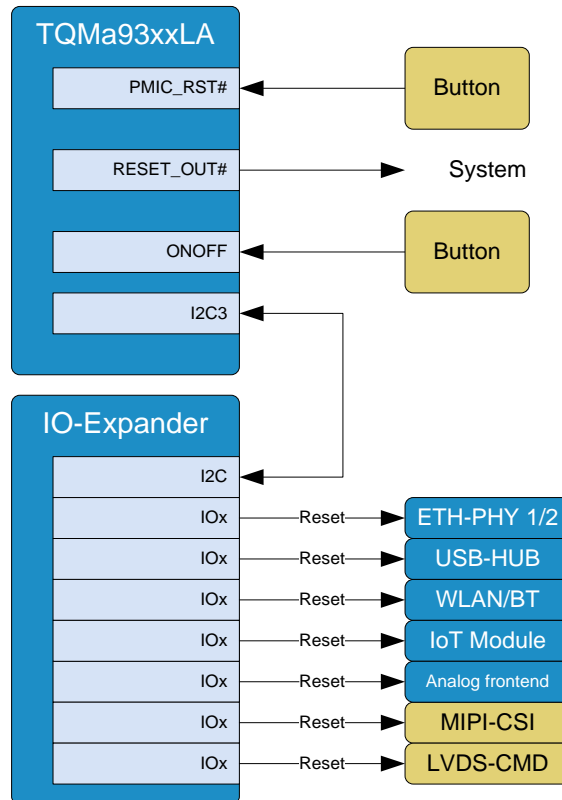 TQMa93xxLA
PMIC_RST#
Button
RESET_OUT#
System
ONOFF
Button
I2C3
IO-Expander
I2C
IOx Reset ETH-PHY 1/2
IOx Reset USB-HUB
IOx Reset WLAN/BT
IOx Reset IoT Module
IOx Reset Analog frontend
IOx Reset MIPI-CSI
IOx Reset LVDS-CMD